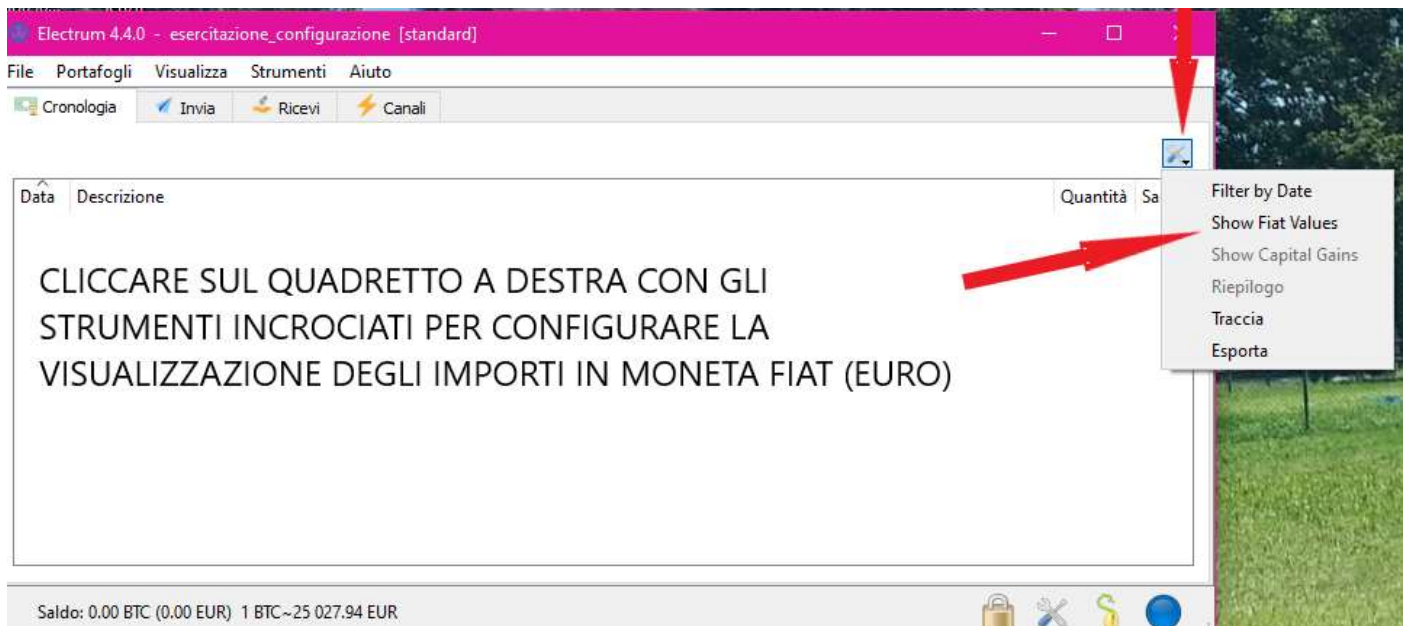 Electrum 4.4.0 - esercitazione_configurazione [standard]
File Portafogli Visualizza Strumenti Aiuto
Cronologia Invia Ricevi Canali
Data Descrizione Quantità Sa
Filter by Date
Show Fiat Values
Show Capital Gains
Riepilogo
Traccia
Esporta
CLICCARE SUL QUADRETTO A DESTRA CON GLI
STRUMENTI INCROCIATI PER CONFIGURARE LA
VISUALIZZAZIONE DEGLI IMPORTI IN MONETA FIAT (EURO)
Saldo: 0.00 BTC (0.00 EUR) 1 BTC~25 027.94 EUR